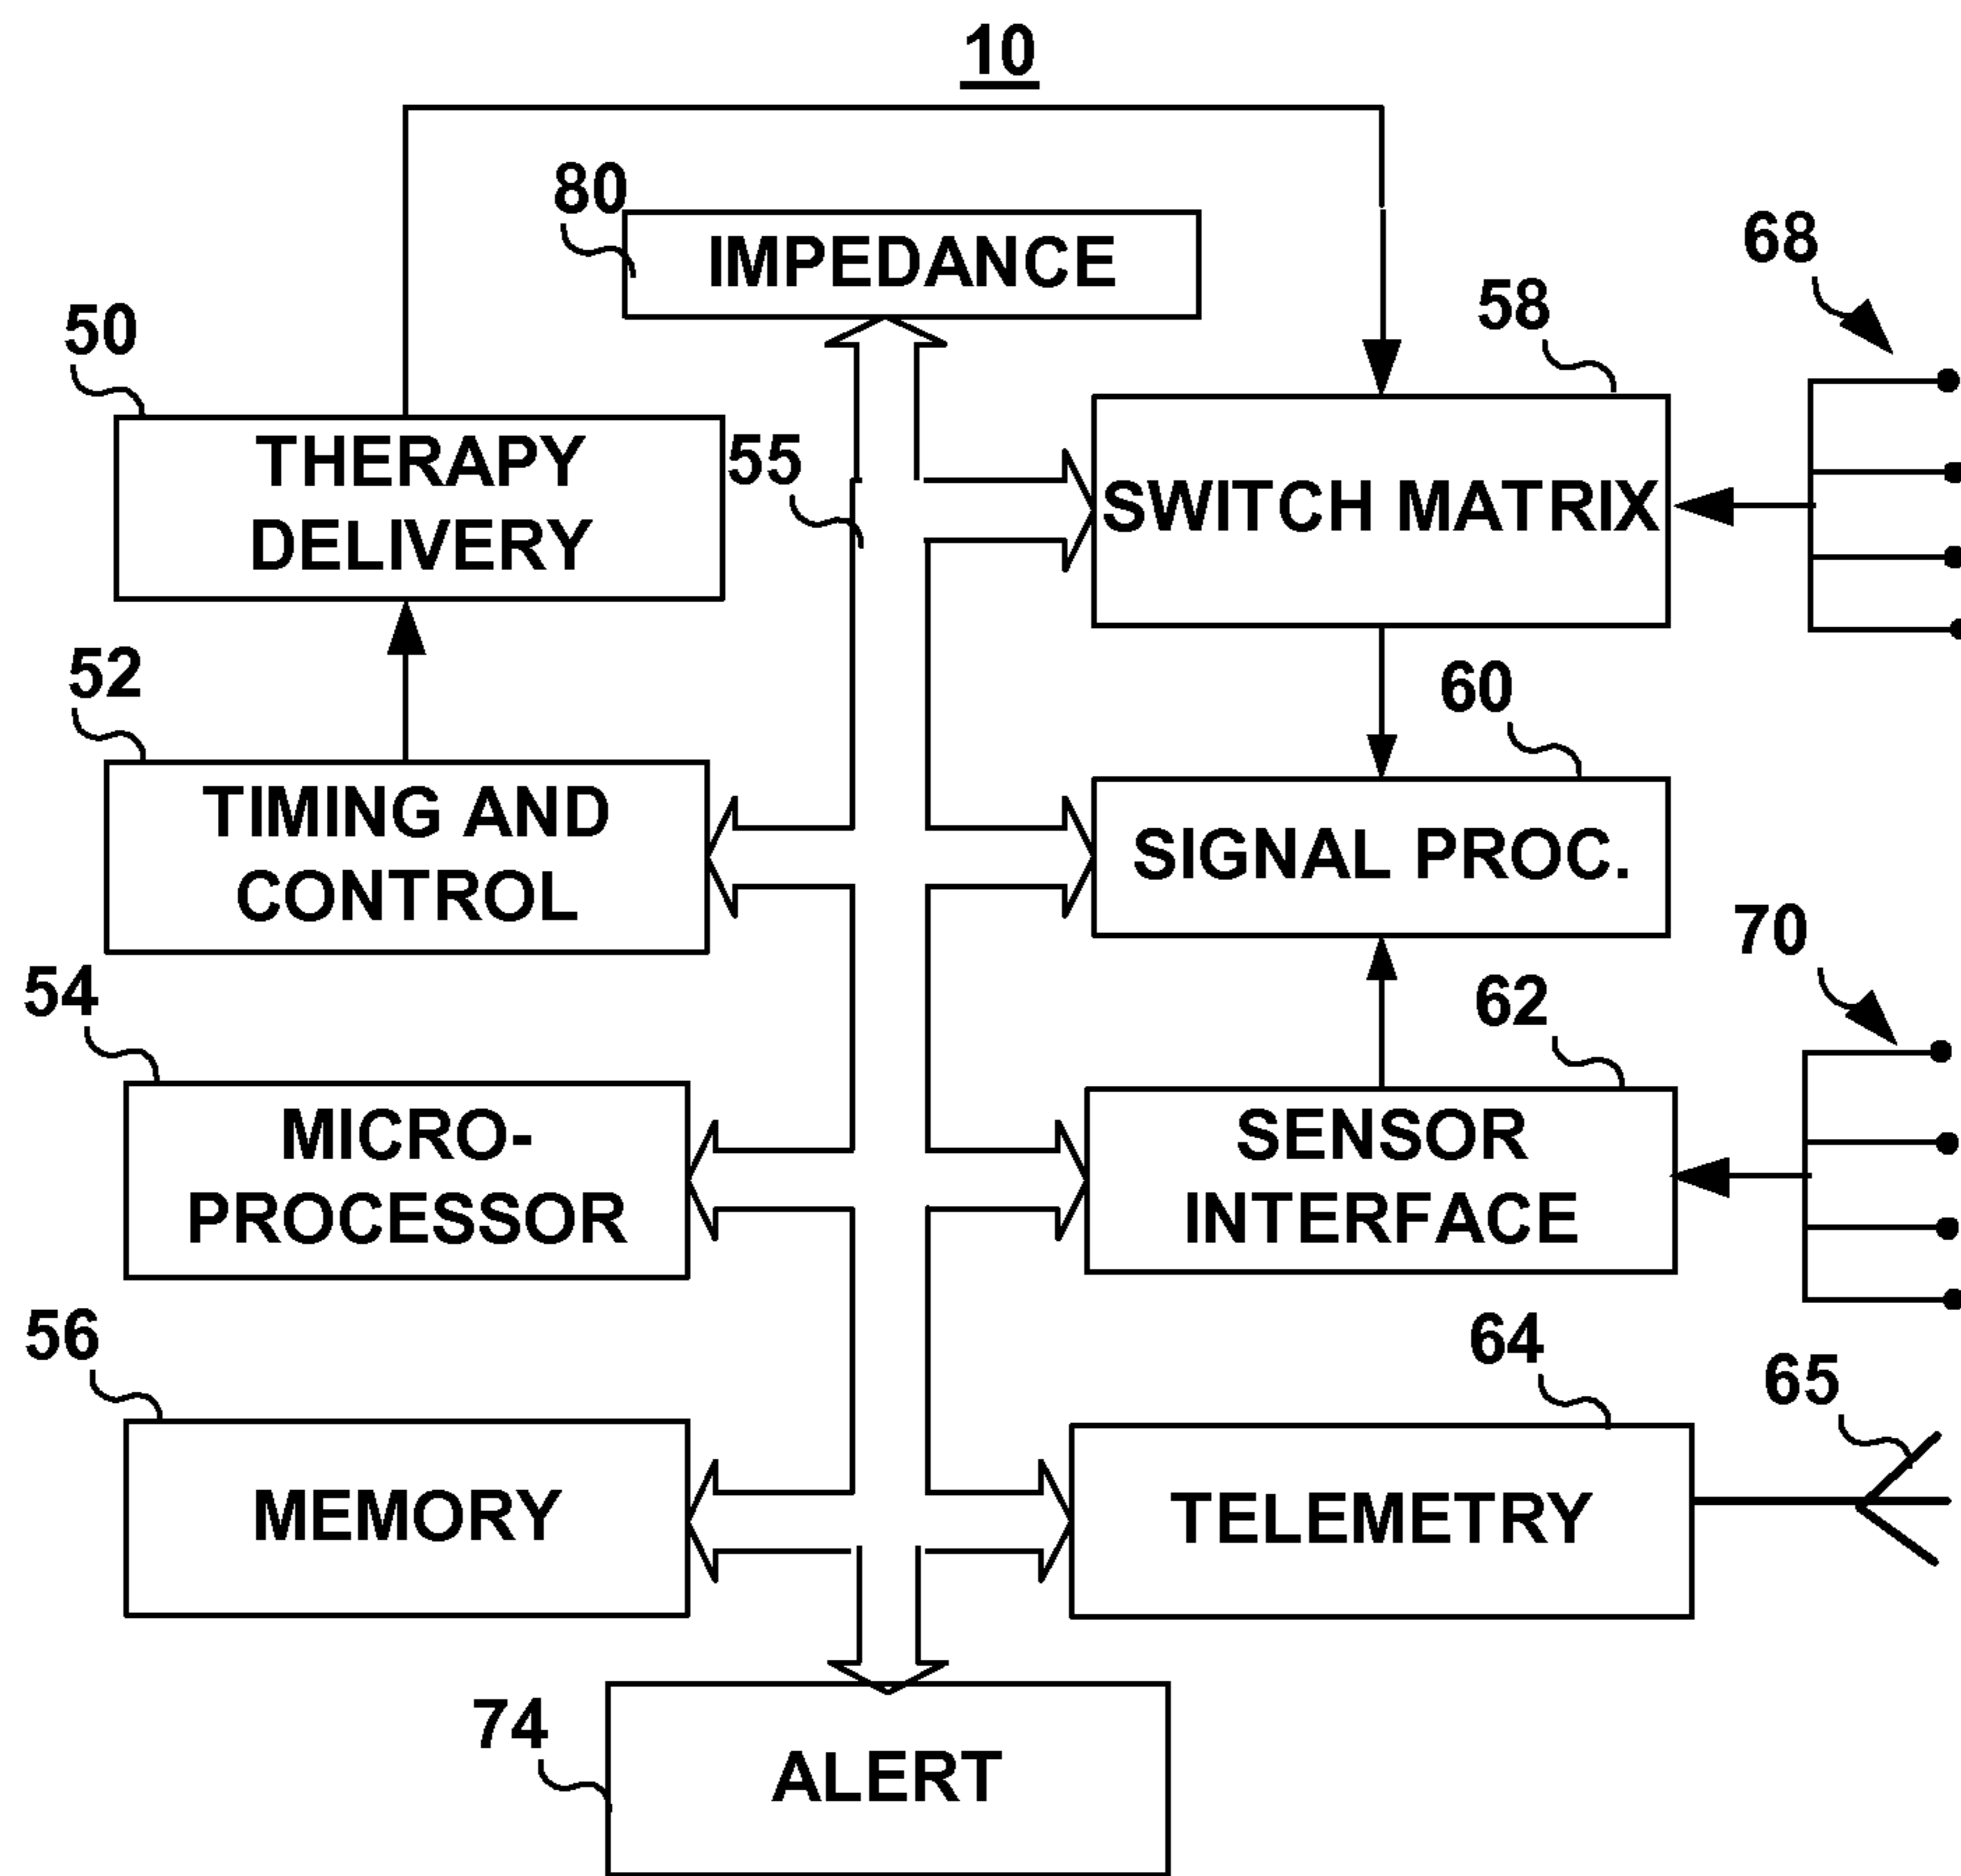 10
80
IMPEDANCE
68
58
50
THERAPY
DELIVERY
55
SWITCH MATRIX
52
60
TIMING AND
CONTROL
SIGNAL PROC.
70
54
62
MICRO-
PROCESSOR
SENSOR
INTERFACE
56
64
65
MEMORY
TELEMETRY
74
ALERT